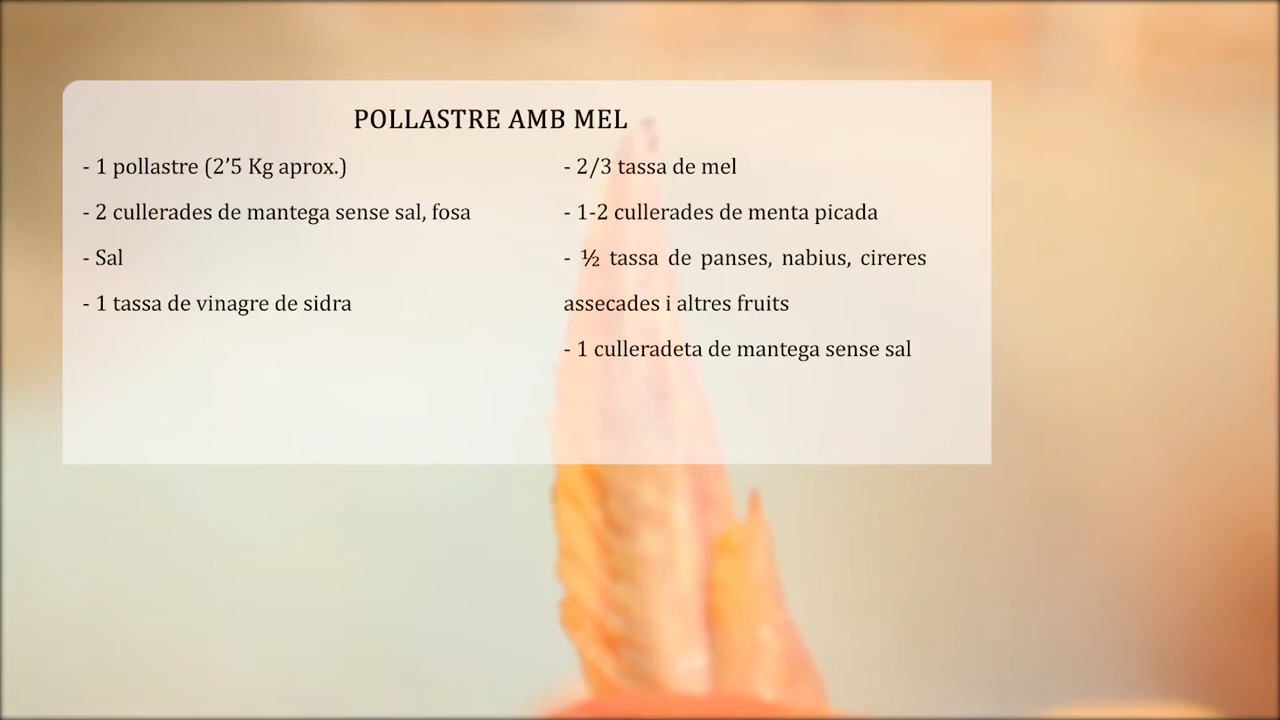 POLLASTRE AMB MEL
- 1 pollastre (2’5 Kg aprox.)
- 2 cullerades de mantega sense sal, fosa
- Sal
- 1 tassa de vinagre de sidra
- 2/3 tassa de mel
- 1-2 cullerades de menta picada
- ½ tassa de panses, nabius, cireres
assecades i altres fruits
- 1 culleradeta de mantega sense sal